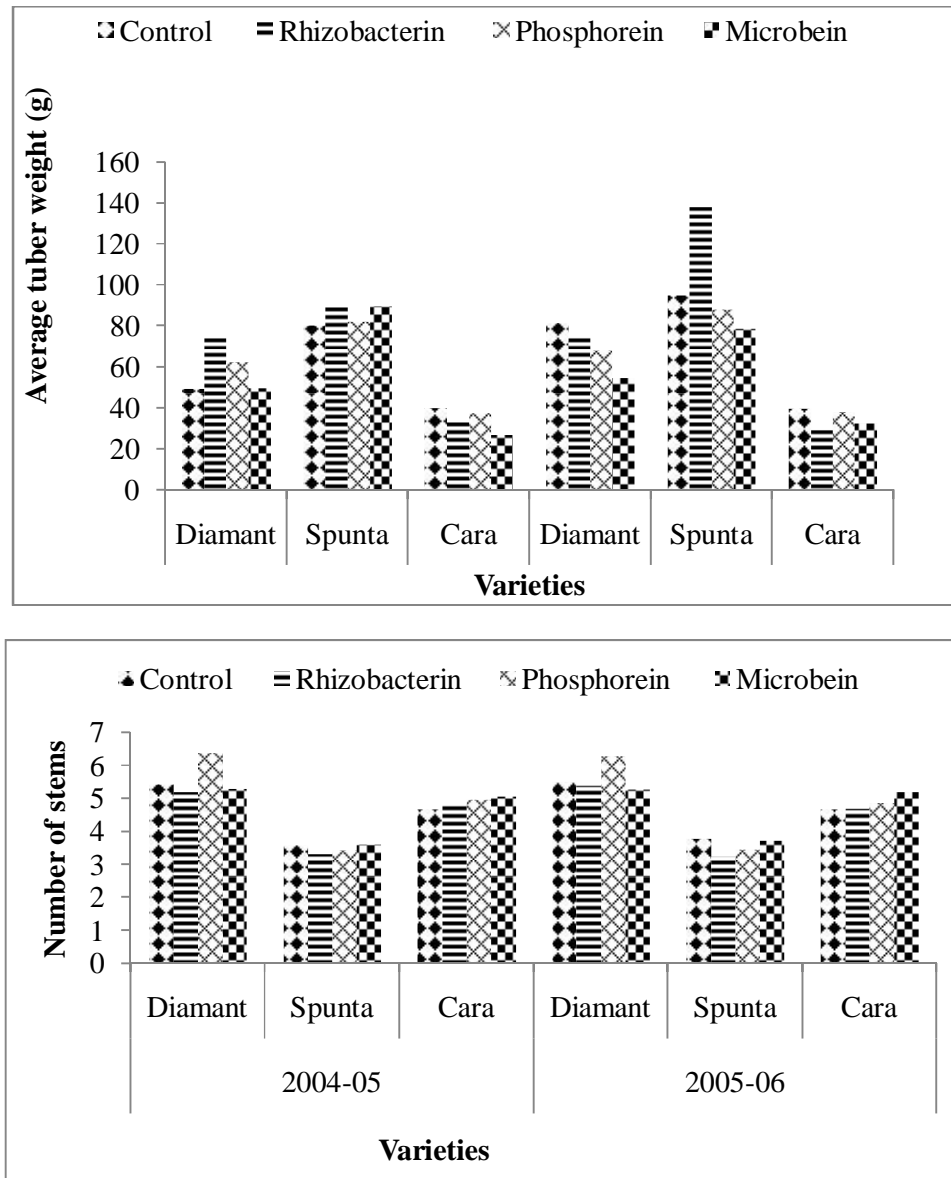 Control Rhizobacterin Phosphorein Microbein
Average tuber weight (g)
160
140
120
100
80
60
40
20
0
Diamant Spunta Cara Diamant Spunta Cara
Varieties
Control Rhizobacterin Phosphorein Microbein
Number of stems
7
6
5
4
3
2
1
0
Diamant Spunta Cara Diamant Spunta Cara
2004-05 2005-06
Varieties